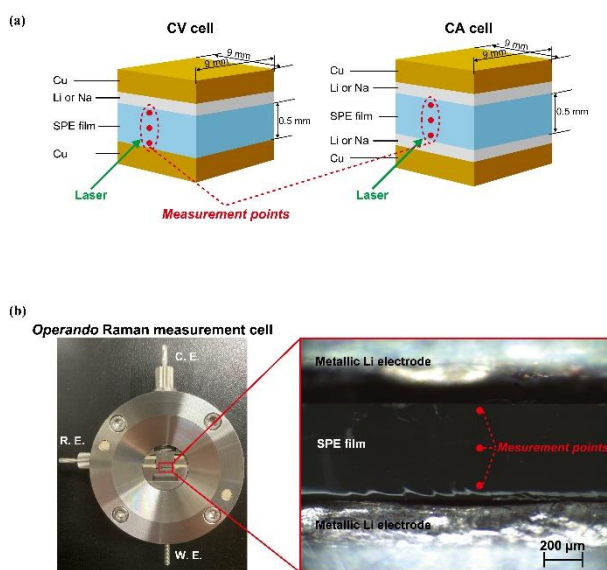 (a)
CV cell
CA cell
9 mm
9 mm
9 mm
9 mm
Cu
Li or Na
SPE film
Cu
0.5 mm
Laser
Measurement points
Cu
Li or Na
SPE film
Li or Na
Cu
0.5 mm
Laser
(b)
Operando Raman measurement cell
C. E.
R. E.
W. E.
Metallic Li electrode
SPE film
Mesurement points
Metallic Li electrode
200 μm